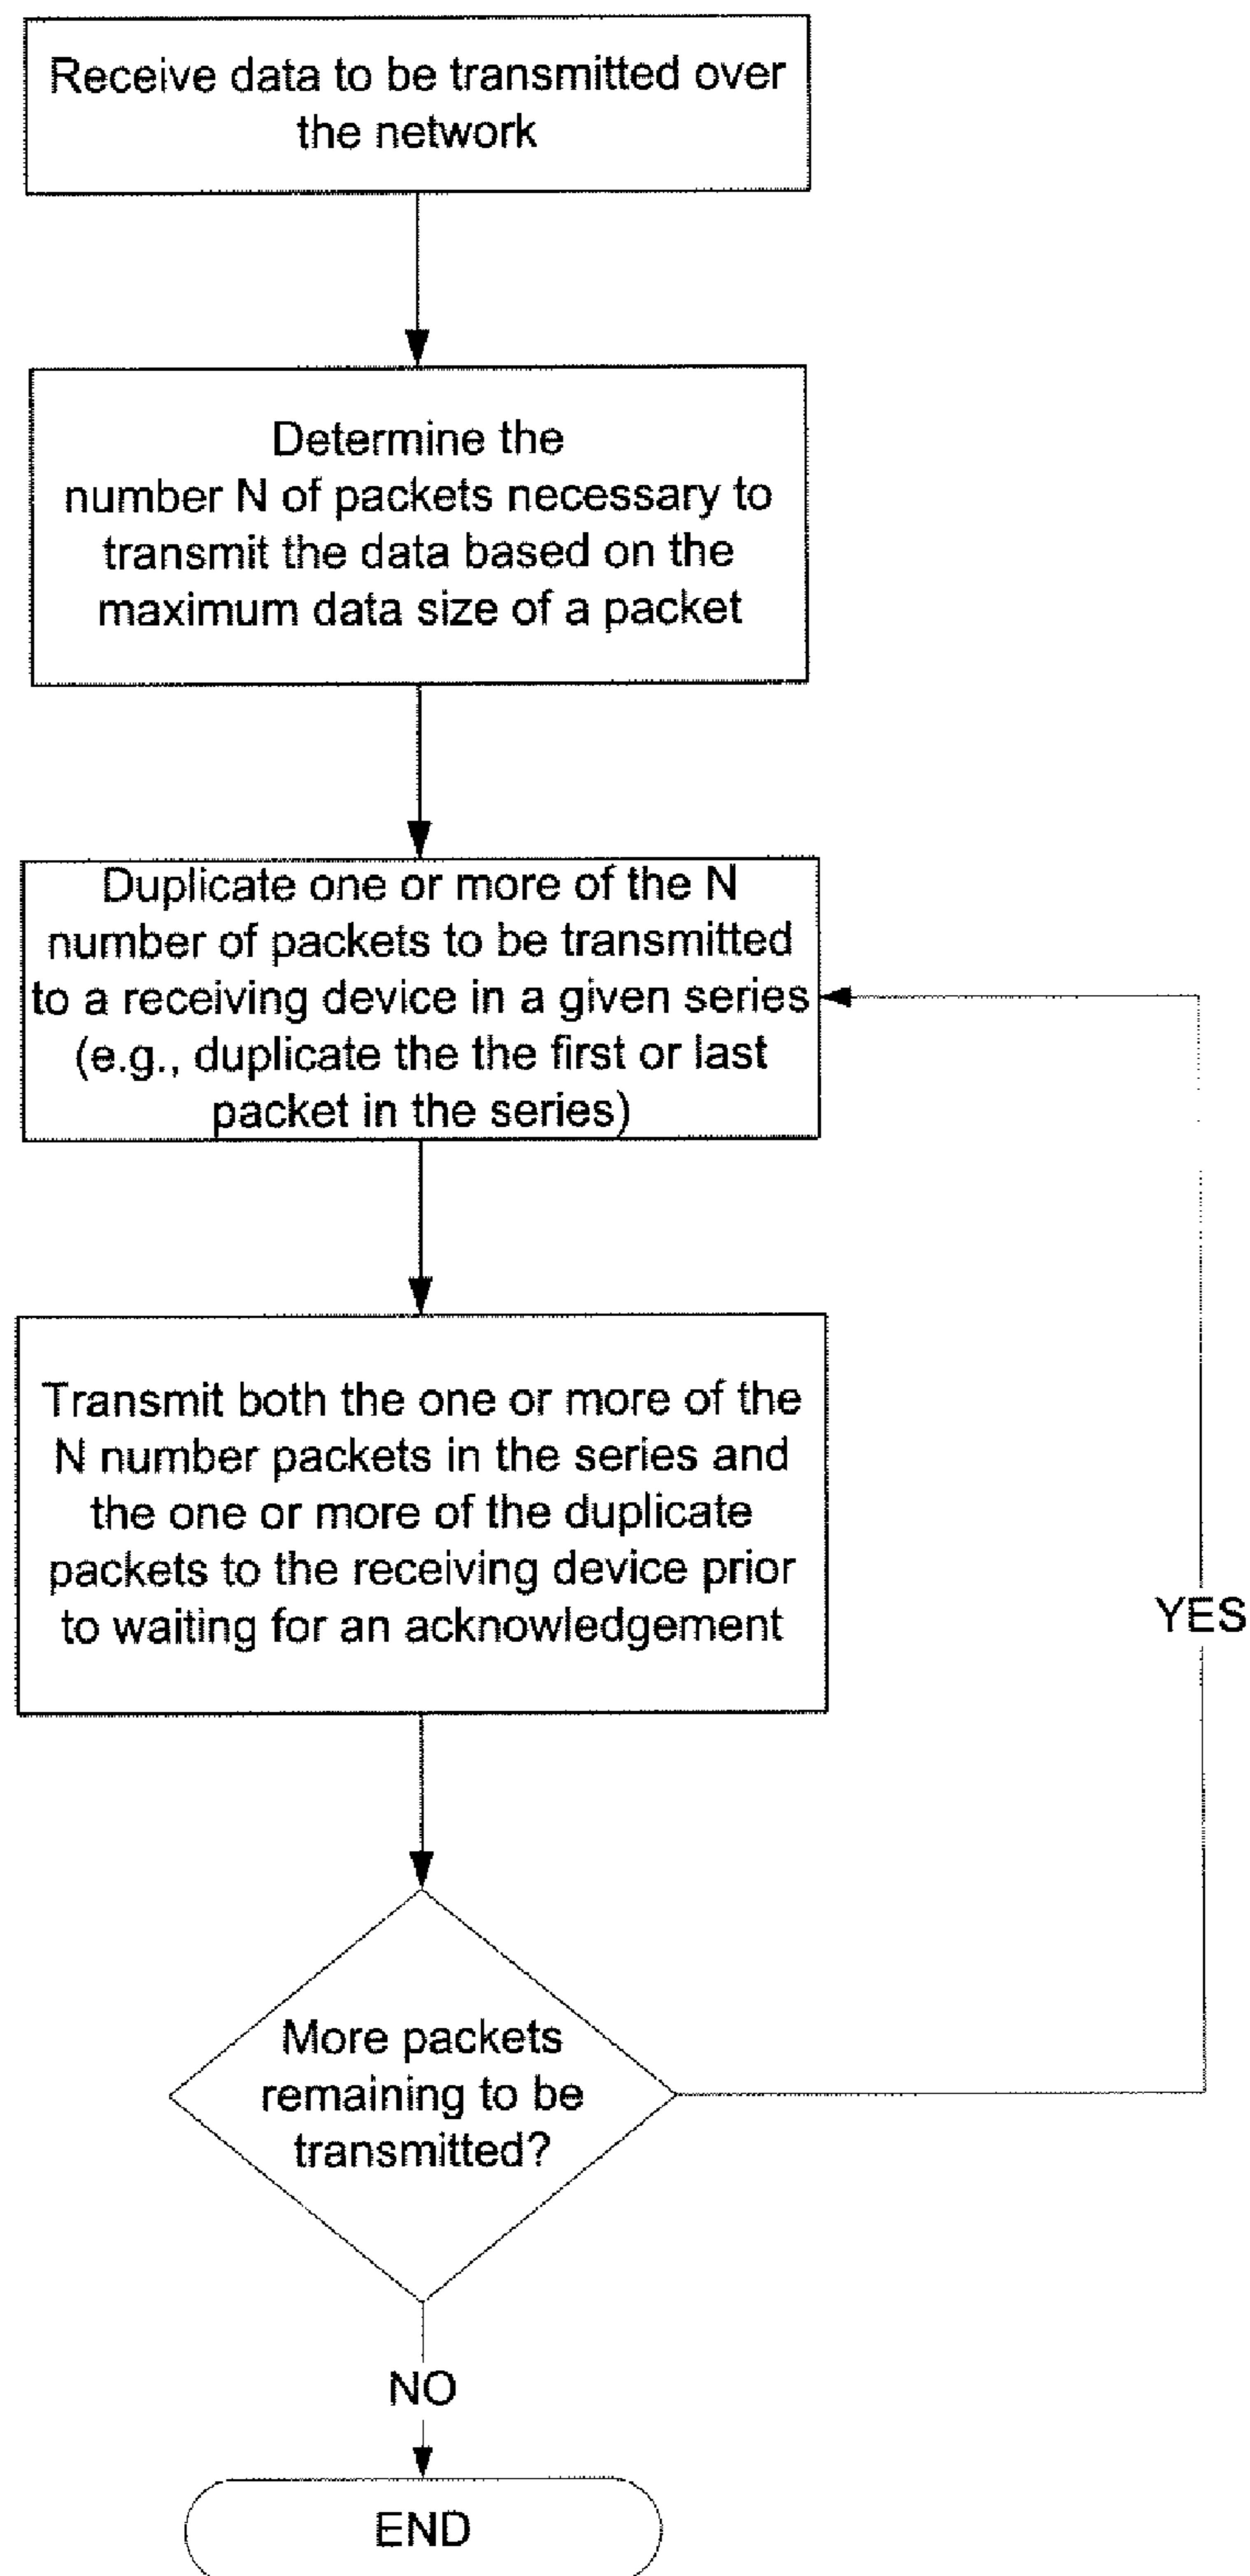 Receive data to be transmitted over
the network
Determine the
number N of packets necessary to
transmit the data based on the
maximum data size of a packet
Duplicate one or more of the N
number of packets to be transmitted
to a receiving device in a given series
(e.g., duplicate the the first or last
packet in the series)
Transmit both the one or more of the
N number packets in the series and
the one or more of the duplicate
packets to the receiving device prior
to waiting for an acknowledgement
YES
More packets
remaining to be
transmitted?
NO
END